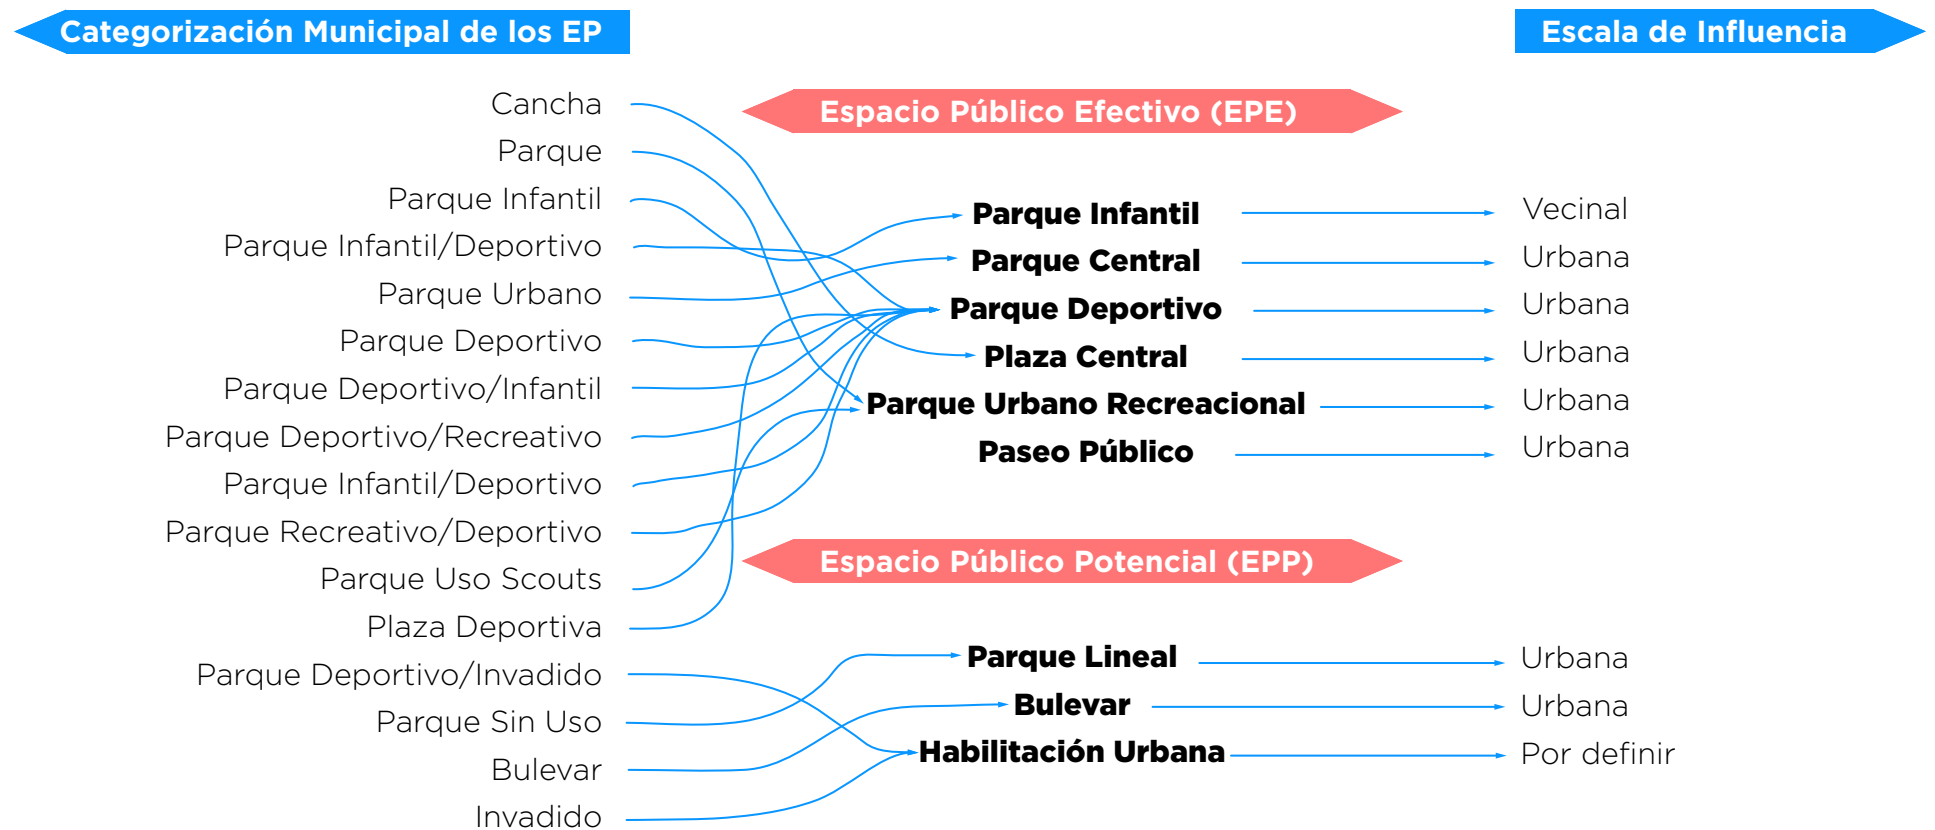 Categorización Municipal de los EP
Escala de Influencia
Cancha
Parque
Parque Infantil
Parque Infantil/Deportivo
Parque Urbano
Parque Deportivo
Parque Deportivo/Infantil
Parque Deportivo/Recreativo
Parque Infantil/Deportivo
Parque Recreativo/Deportivo
Parque Uso Scouts
Plaza Deportiva
Parque Deportivo/Invadido
Parque Sin Uso
Bulevar
Invadido
Espacio Público Efectivo (EPE)
Parque Infantil
Parque Central
Parque Deportivo
Plaza Central
Parque Urbano Recreacional
Paseo Público
Espacio Público Potencial (EPP)
Parque Lineal
Bulevar
Habilitación Urbana
Vecinal
Urbana
Urbana
Urbana
Urbana
Urbana
Urbana
Urbana
Por definir